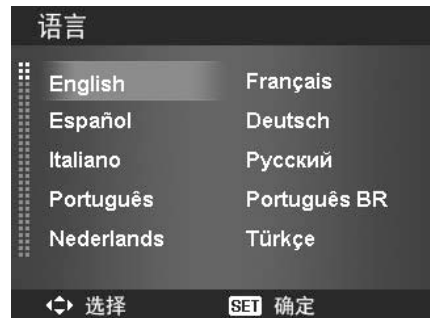 语言
English Français
Español Deutsch
Italiano Русский
Português Português BR
Nederlands Türkçe
选择 SET 确定